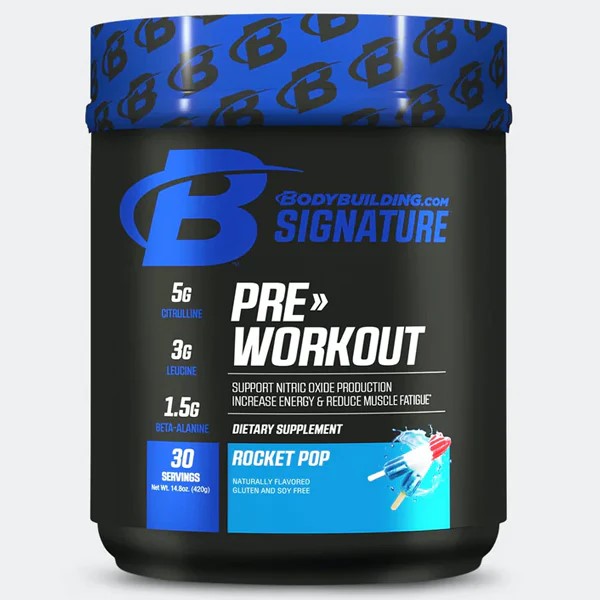 BODYBUILDING.COM
SIGNATURE
5G
CITRULLINE
3G
LEUCINE
1.5G
BETA-ALANINE
30
SERVINGS
Net Wt. 14.8oz. (420g)
PRE»
WORKOUT
SUPPORT NITRIC OXIDE PRODUCTION
INCREASE ENERGY & REDUCE MUSCLE FATIGUE*
DIETARY SUPPLEMENT
ROCKET POP
NATURALLY FLAVORED
GLUTEN AND SOY FREE